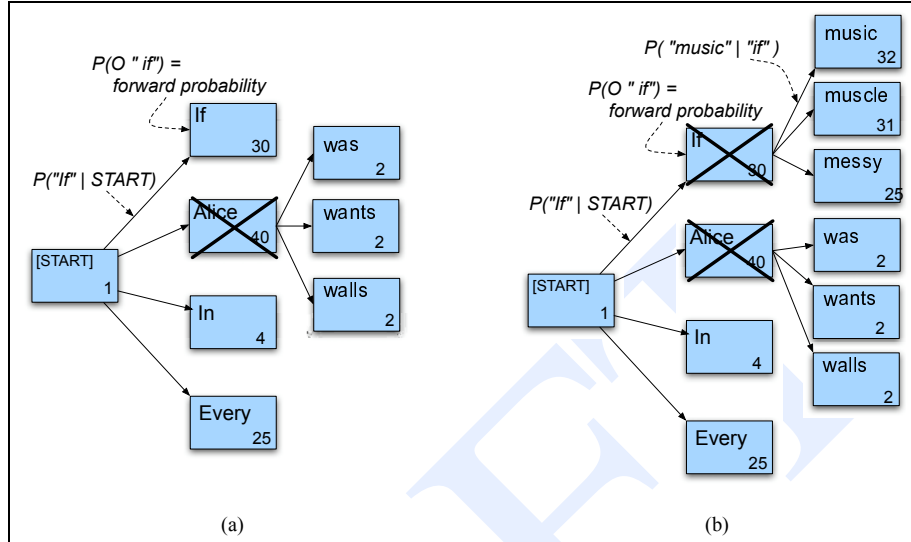 P(O " if") =
forward probability
If
30
P("If" | START)
Alice
40
was
2
wants
2
walls
2
[START]
1
In
4
Every
25
(a)
P( "music" | "if" )
P(O " if") =
forward probability
music
32
muscle
31
messy
25
If
30
P("If" | START)
Alice
40
was
2
wants
2
walls
2
[START]
1
In
4
Every
25
(b)